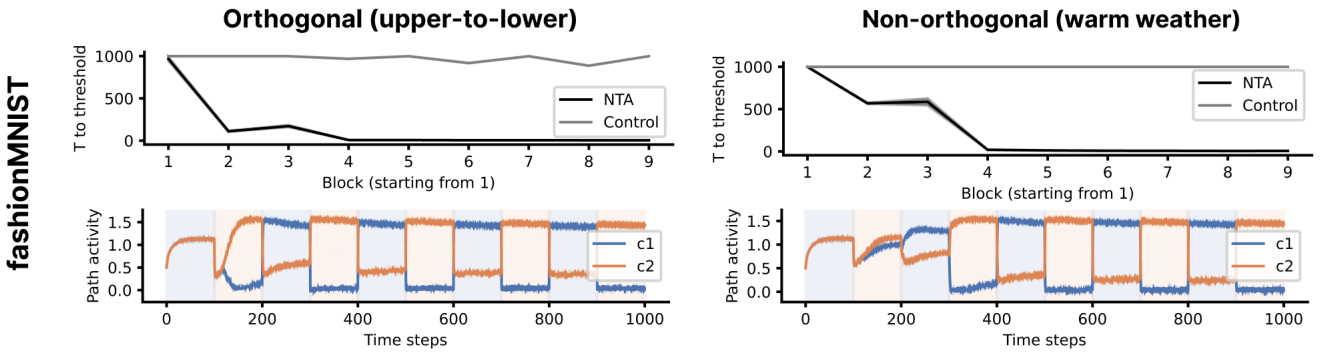 Orthogonal (upper-to-lower)
Non-orthogonal (warm weather)
fashionMNIST
T to threshold
1000
500
0
NTA
Control
1 2 3 4 5 6 7 8 9
Block (starting from 1)
T to threshold
1000
500
0
NTA
Control
1 2 3 4 5 6 7 8 9
Block (starting from 1)
Path activity
1.5
1.0
0.5
0.0
c1
c2
0 200 400 600 800 1000
Time steps
Path activity
1.5
1.0
0.5
0.0
c1
c2
0 200 400 600 800 1000
Time steps